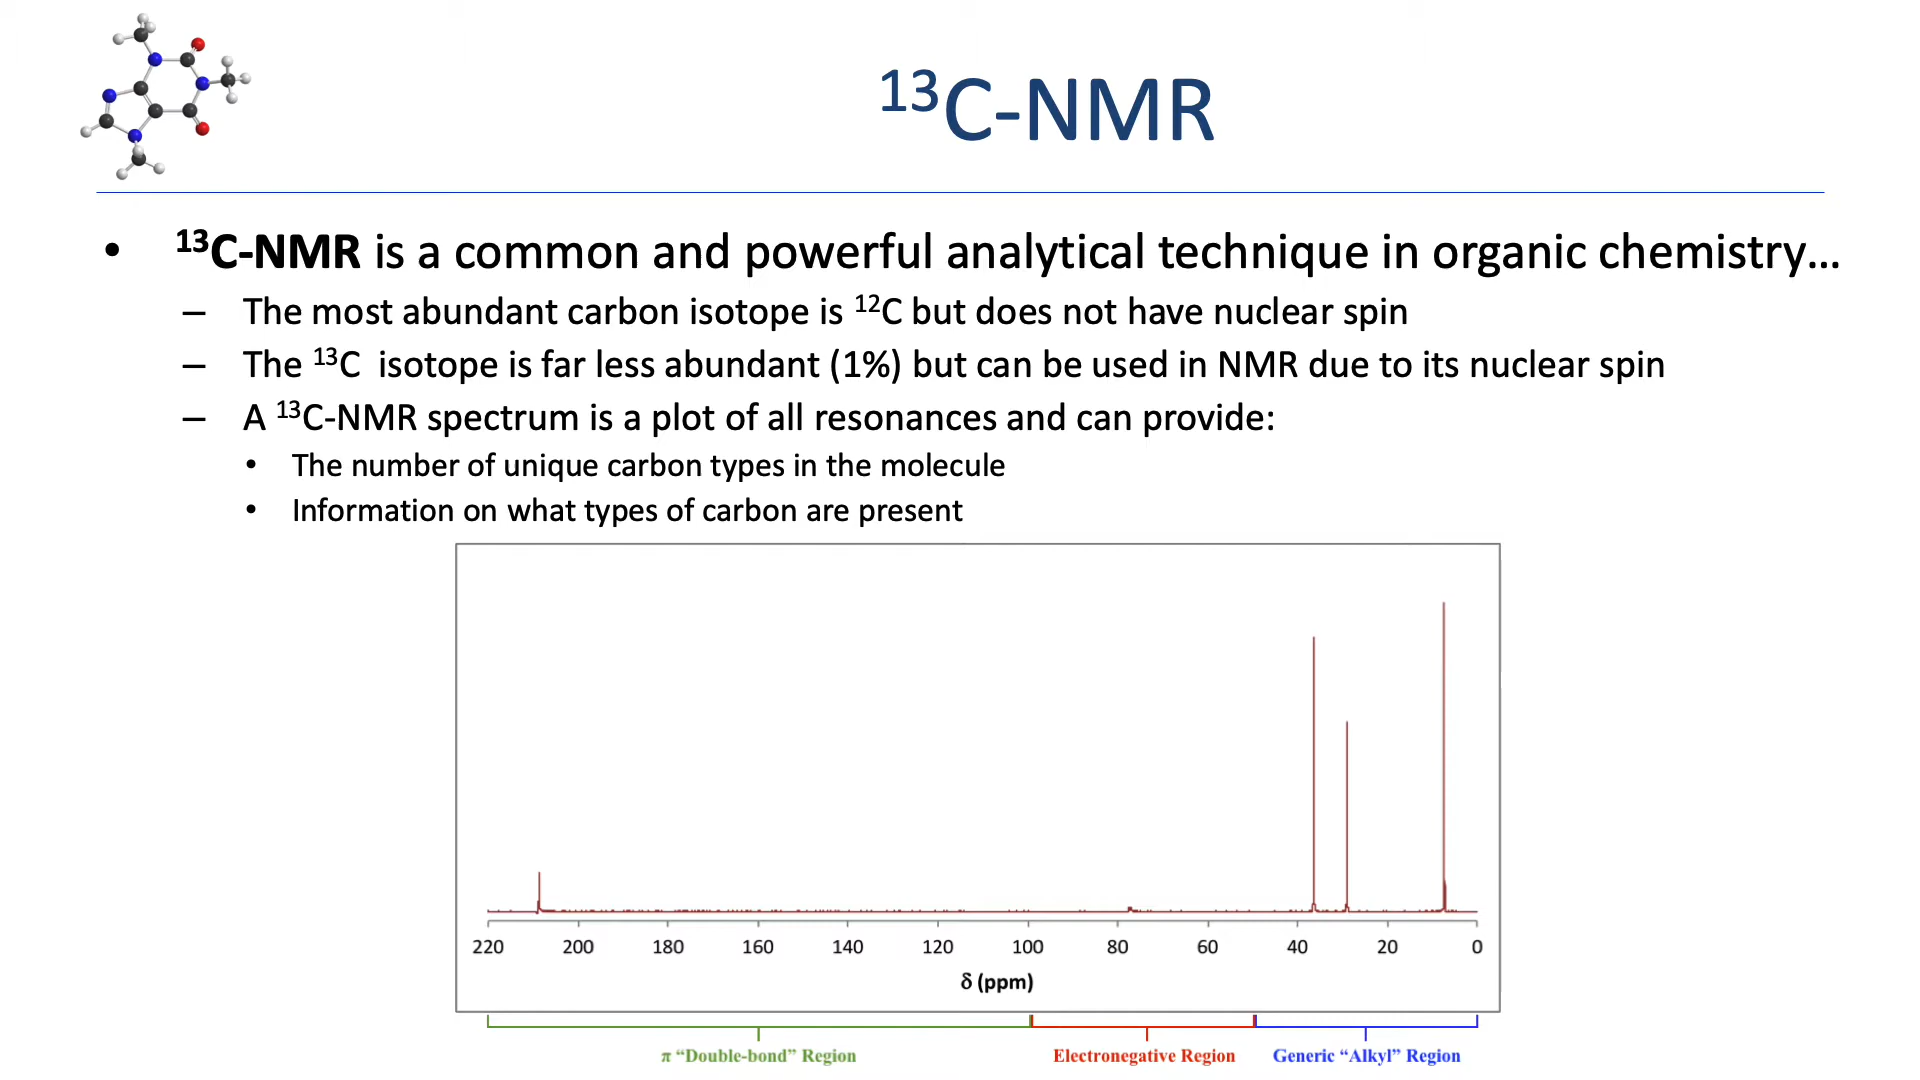 ¹³C-NMR
• ¹³C-NMR is a common and powerful analytical technique in organic chemistry...
– The most abundant carbon isotope is ¹²C but does not have nuclear spin
– The ¹³C isotope is far less abundant (1%) but can be used in NMR due to its nuclear spin
– A ¹³C-NMR spectrum is a plot of all resonances and can provide:
• The number of unique carbon types in the molecule
• Information on what types of carbon are present
220 200 180 160 140 120 100 80 60 40 20 0
δ (ppm)
π “Double-bond” Region Electronegative Region Generic “Alkyl” Region